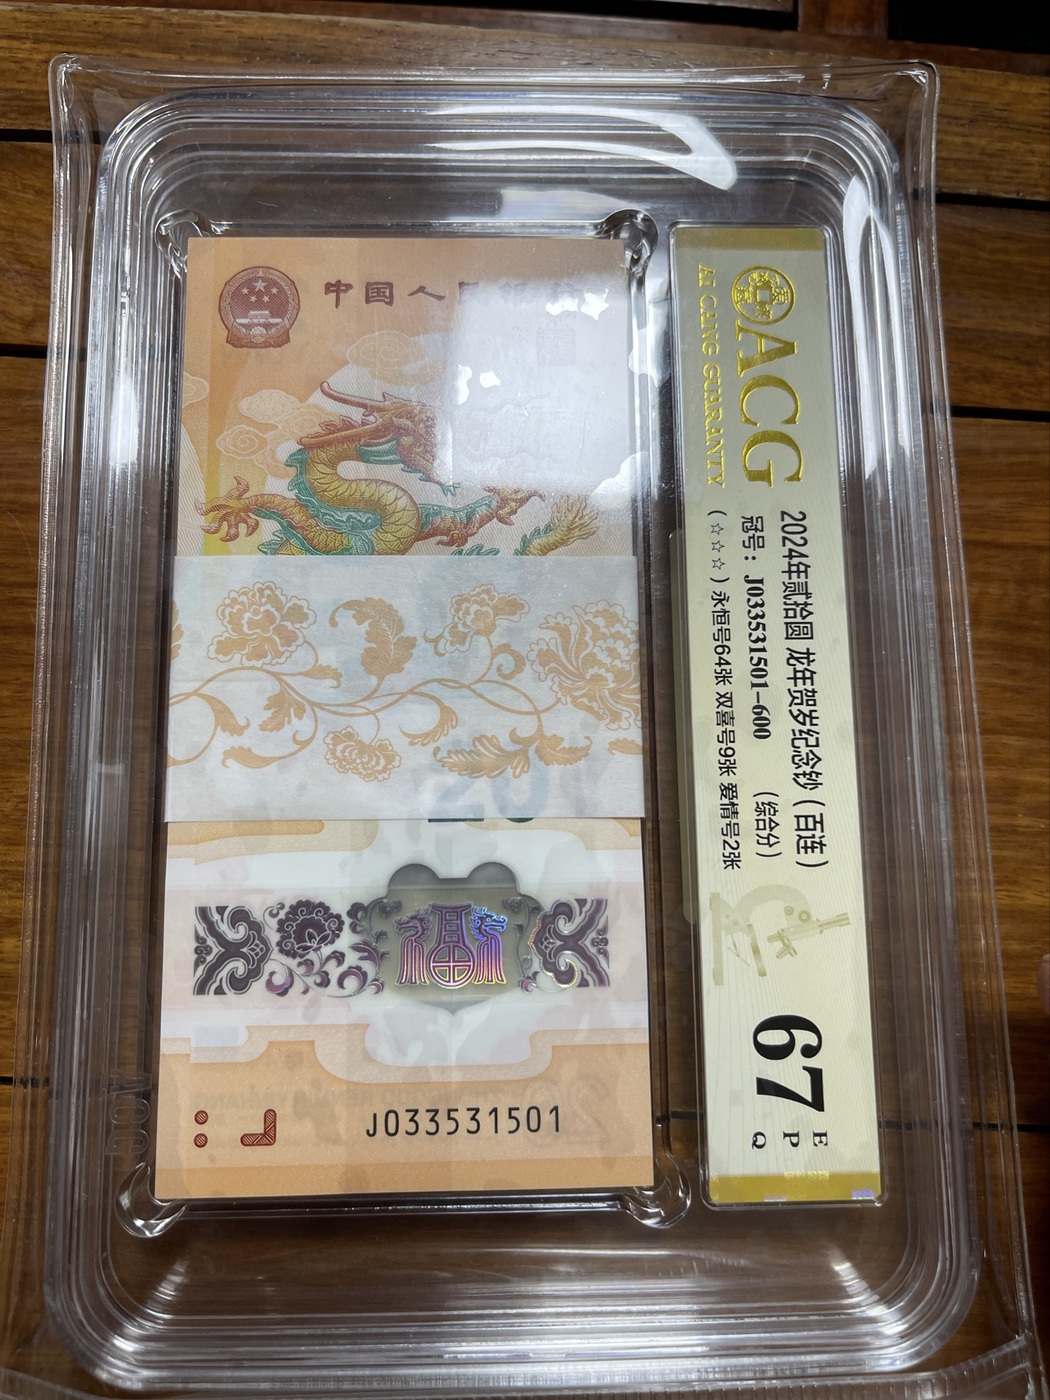 中国人民银行
20
J033531501
ACG
AI CANG GUARANTY
2024年贰拾圆 龙年贺岁纪念钞（百连）
冠号：J033531501-600 （综合分）
（☆☆☆）永恒号64张 双喜号9张 爱情号2张
67
E
P
Q